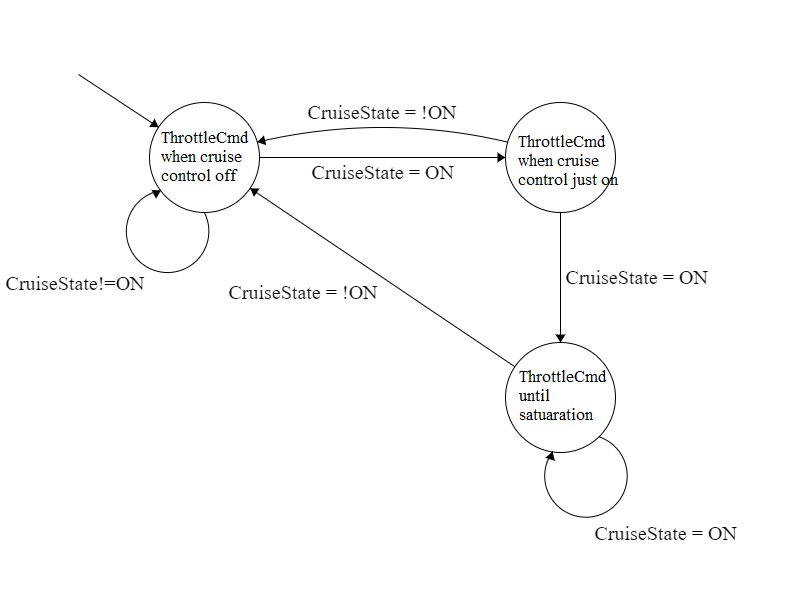 CruiseState = !ON
ThrottleCmd
when cruise
control off
CruiseState = ON
ThrottleCmd
when cruise
control just on
CruiseState!=ON
CruiseState = !ON
CruiseState = ON
ThrottleCmd
until
satuaration
CruiseState = ON